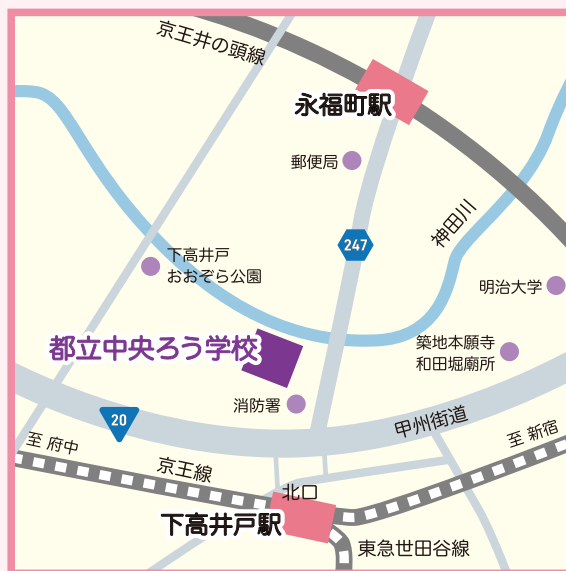 京王井の頭線
永福町駅
郵便局
神田川
247
下高井戸
おおぞら公園
明治大学
都立中央ろう学校
築地本願寺
和田堀廟所
消防署
20
甲州街道
至 府中
至 新宿
京王線
北口
下高井戸駅
東急世田谷線